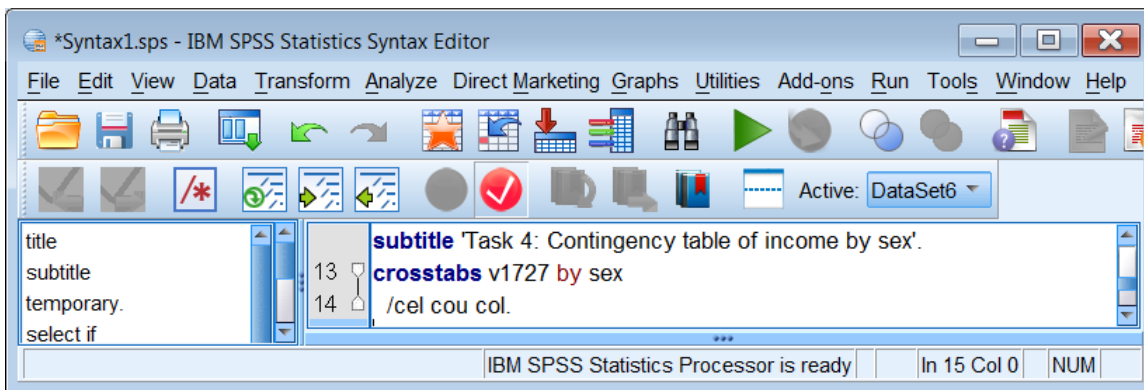 *Syntax1.sps - IBM SPSS Statistics Syntax Editor
File Edit View Data Transform Analyze Direct Marketing Graphs Utilities Add-ons Run Tools Window Help
/*
Active: DataSet6
title
subtitle
temporary.
select if
subtitle 'Task 4: Contingency table of income by sex'.
13 crosstabs v1727 by sex
14 /cel cou col.
IBM SPSS Statistics Processor is ready In 15 Col 0 NUM